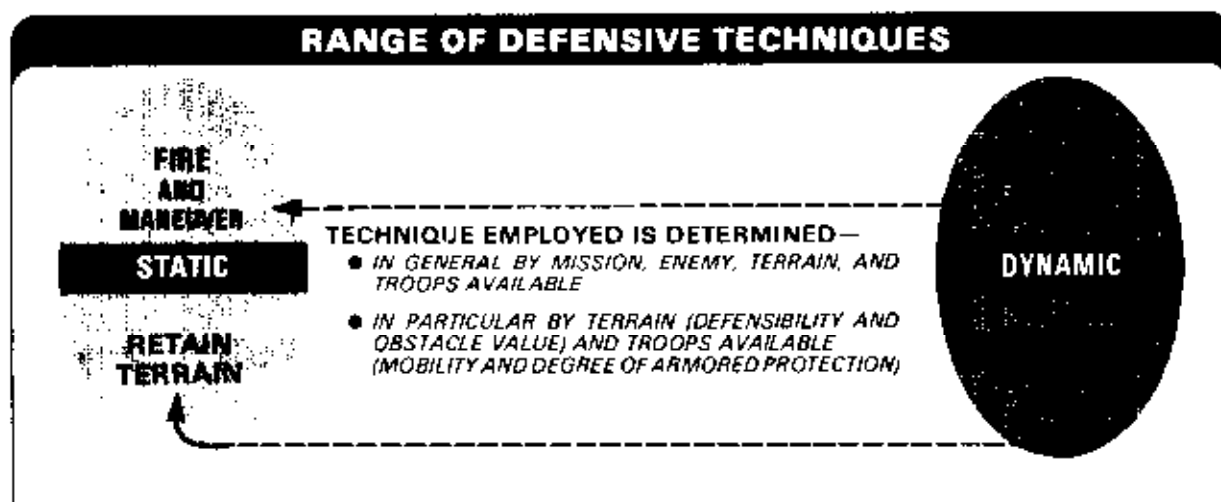 RANGE OF DEFENSIVE TECHNIQUES
FIRE
AND
MANEUVER
STATIC
RETAIN
TERRAIN
TECHNIQUE EMPLOYED IS DETERMINED—
● IN GENERAL BY MISSION, ENEMY, TERRAIN, AND
TROOPS AVAILABLE
● IN PARTICULAR BY TERRAIN (DEFENSIBILITY AND
OBSTACLE VALUE) AND TROOPS AVAILABLE
(MOBILITY AND DEGREE OF ARMORED PROTECTION)
DYNAMIC